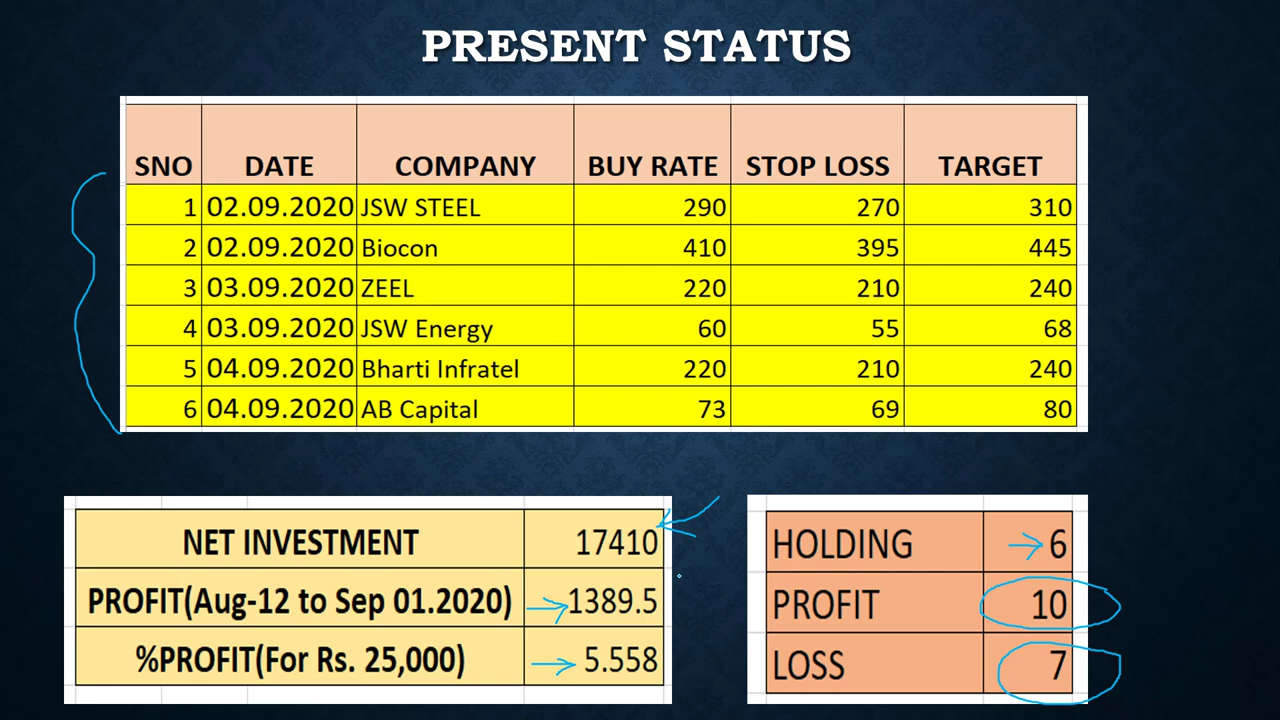 PRESENT STATUS
SNO DATE COMPANY BUY RATE STOP LOSS TARGET
1 02.09.2020 JSW STEEL 290 270 310
2 02.09.2020 Biocon 410 395 445
3 03.09.2020 ZEEL 220 210 240
4 03.09.2020 JSW Energy 60 55 68
5 04.09.2020 Bharti Infratel 220 210 240
6 04.09.2020 AB Capital 73 69 80
NET INVESTMENT 17410
PROFIT(Aug-12 to Sep 01.2020) 1389.5
%PROFIT(For Rs. 25,000) 5.558
HOLDING 6
PROFIT 10
LOSS 7